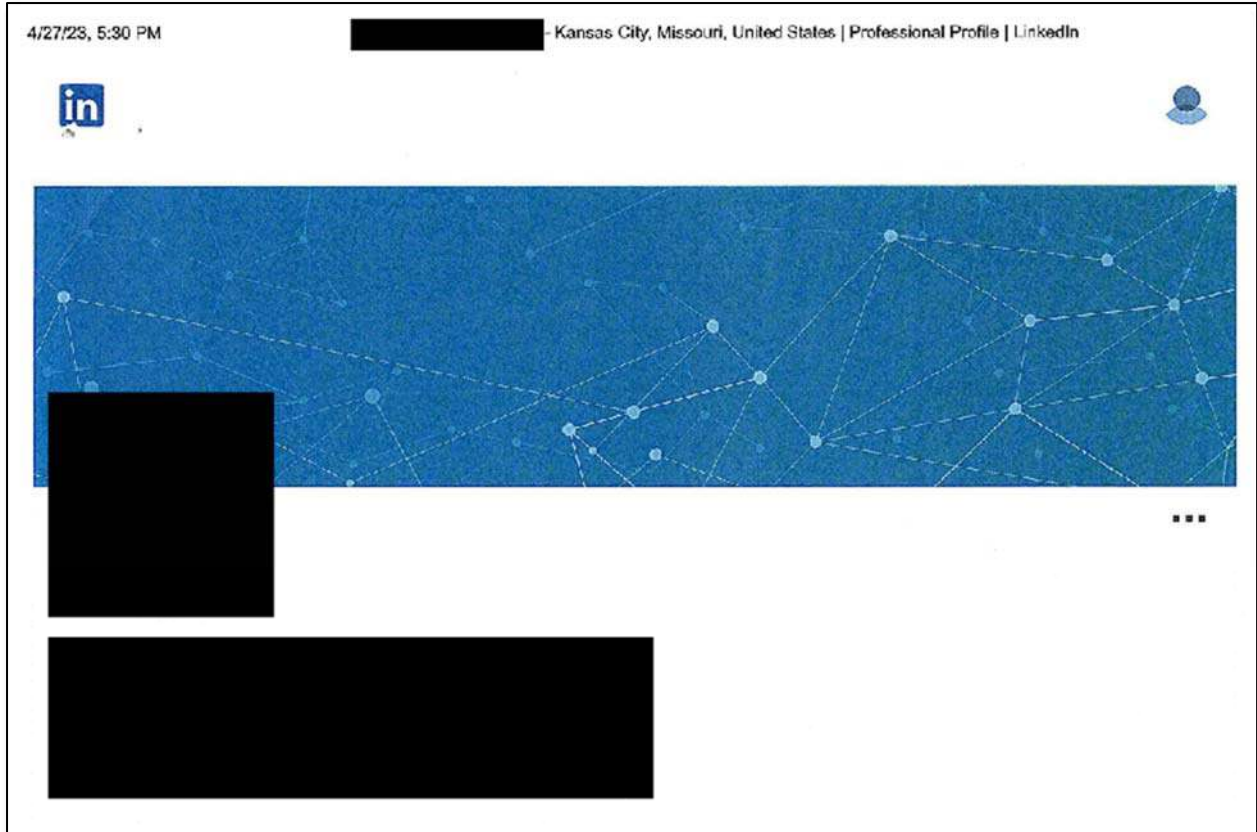 4/27/23, 5:30 PM
- Kansas City, Missouri, United States | Professional Profile | LinkedIn
in